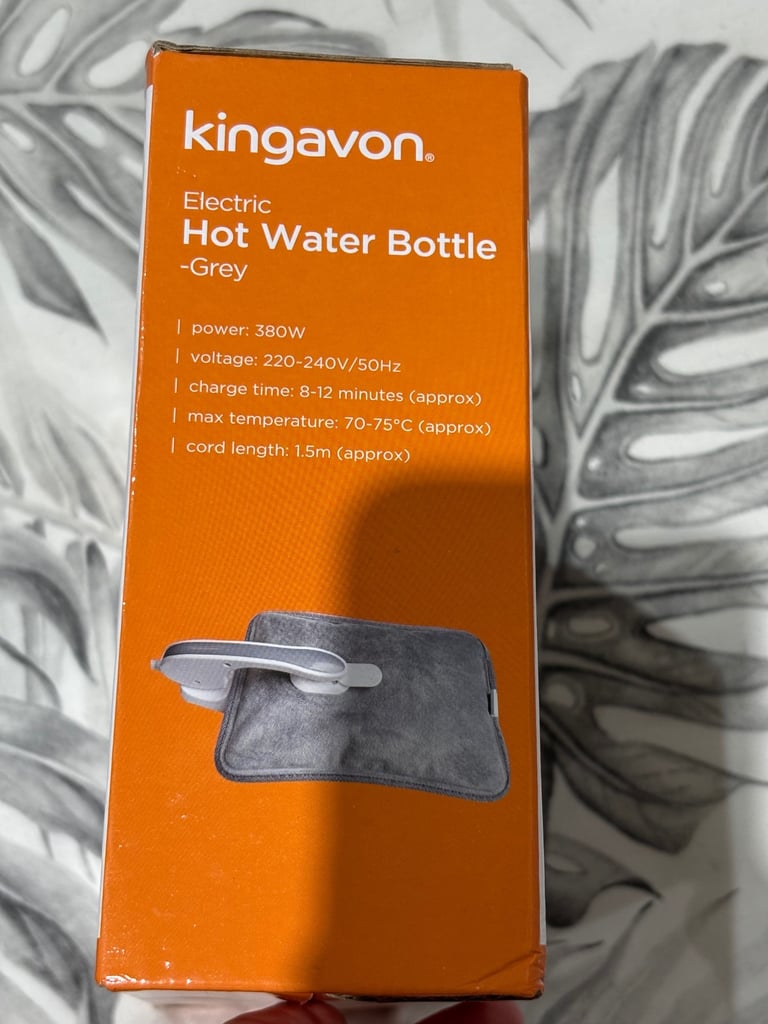 kingavon®
Electric
Hot Water Bottle
-Grey
| power: 380W
| voltage: 220~240V/50Hz
| charge time: 8-12 minutes (approx)
| max temperature: 70-75°C (approx)
| cord length: 1.5m (approx)